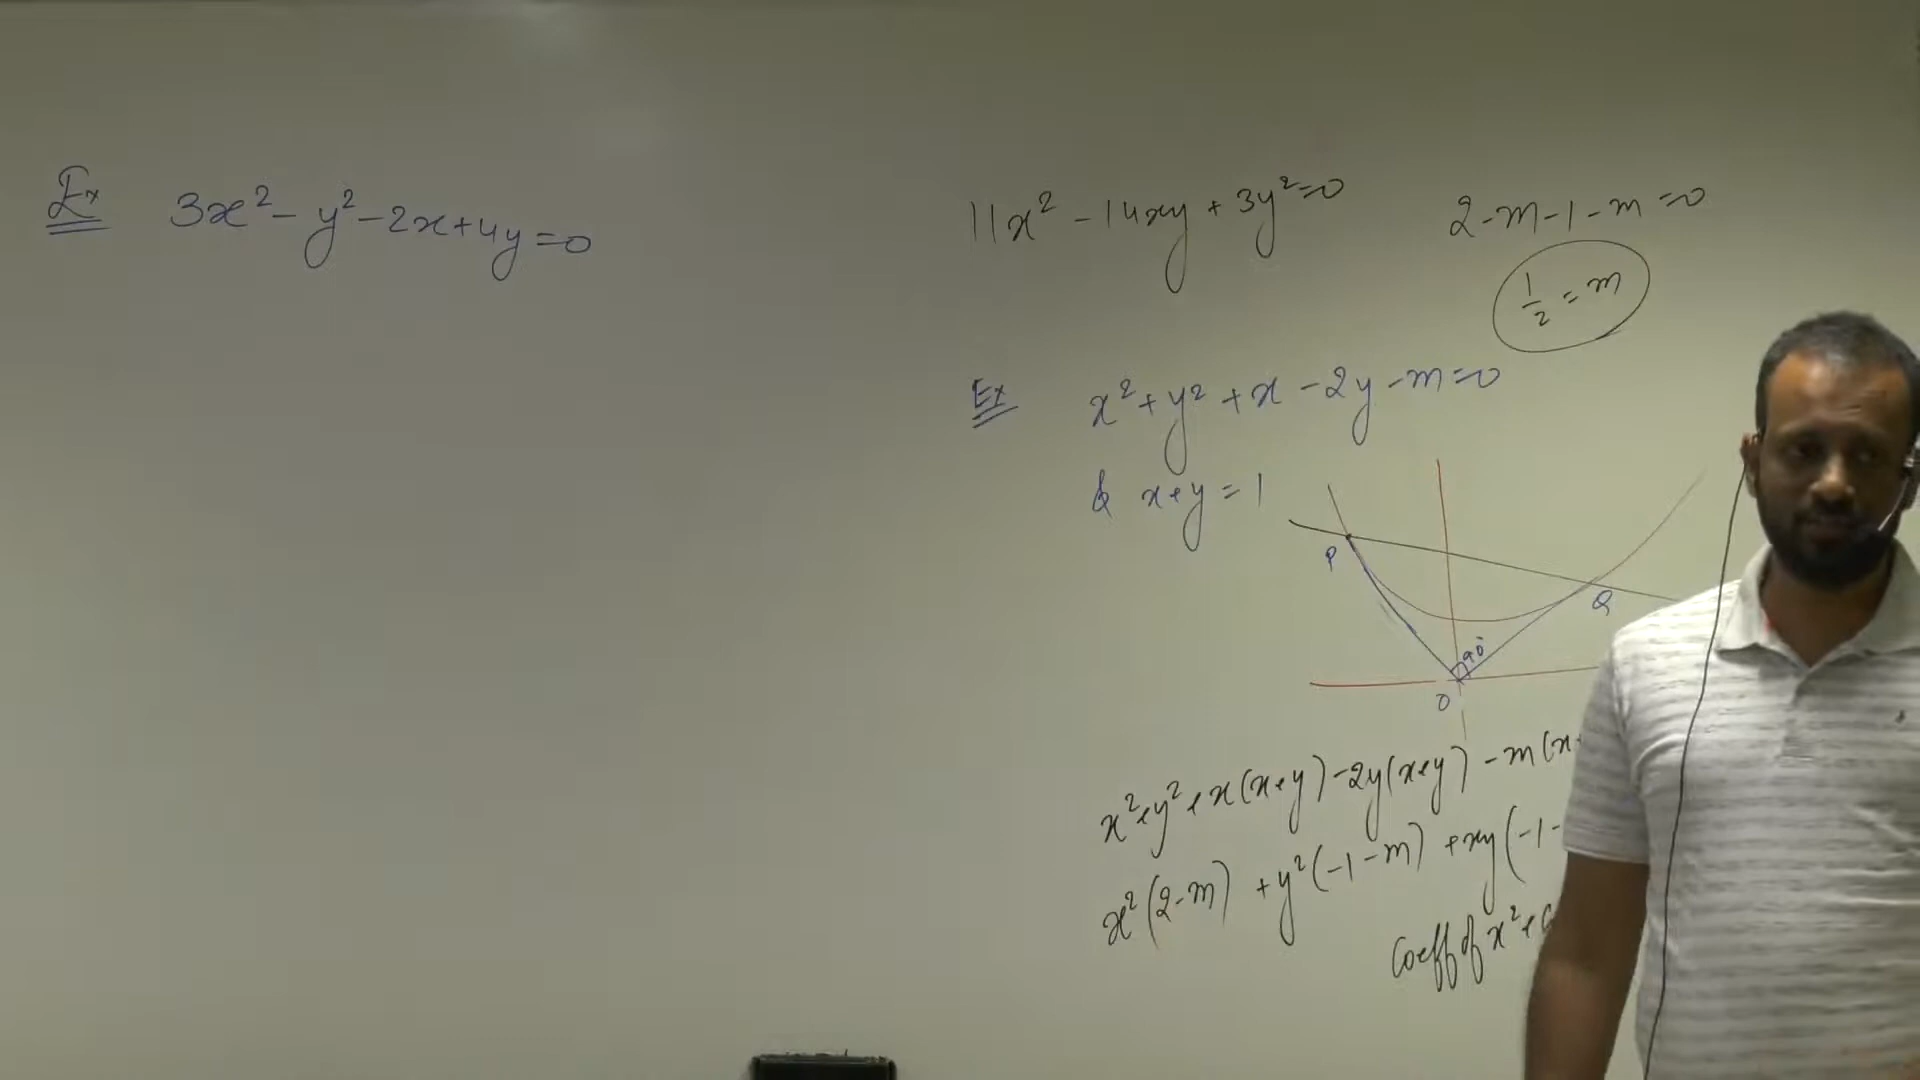 Ex 3x² - y² - 2x + 4y = 0
11x² - 14xy + 3y² = 0
2 - m - 1 - m = 0
1/2 = m
Ex x² + y² + x - 2y - m = 0
& x + y = 1
P
Q
90°
O
x² + y² + x(x+y) - 2y(x+y) - m(x
x²(2-m) + y²(-1-m) + xy(-1-
Coeff of x² +